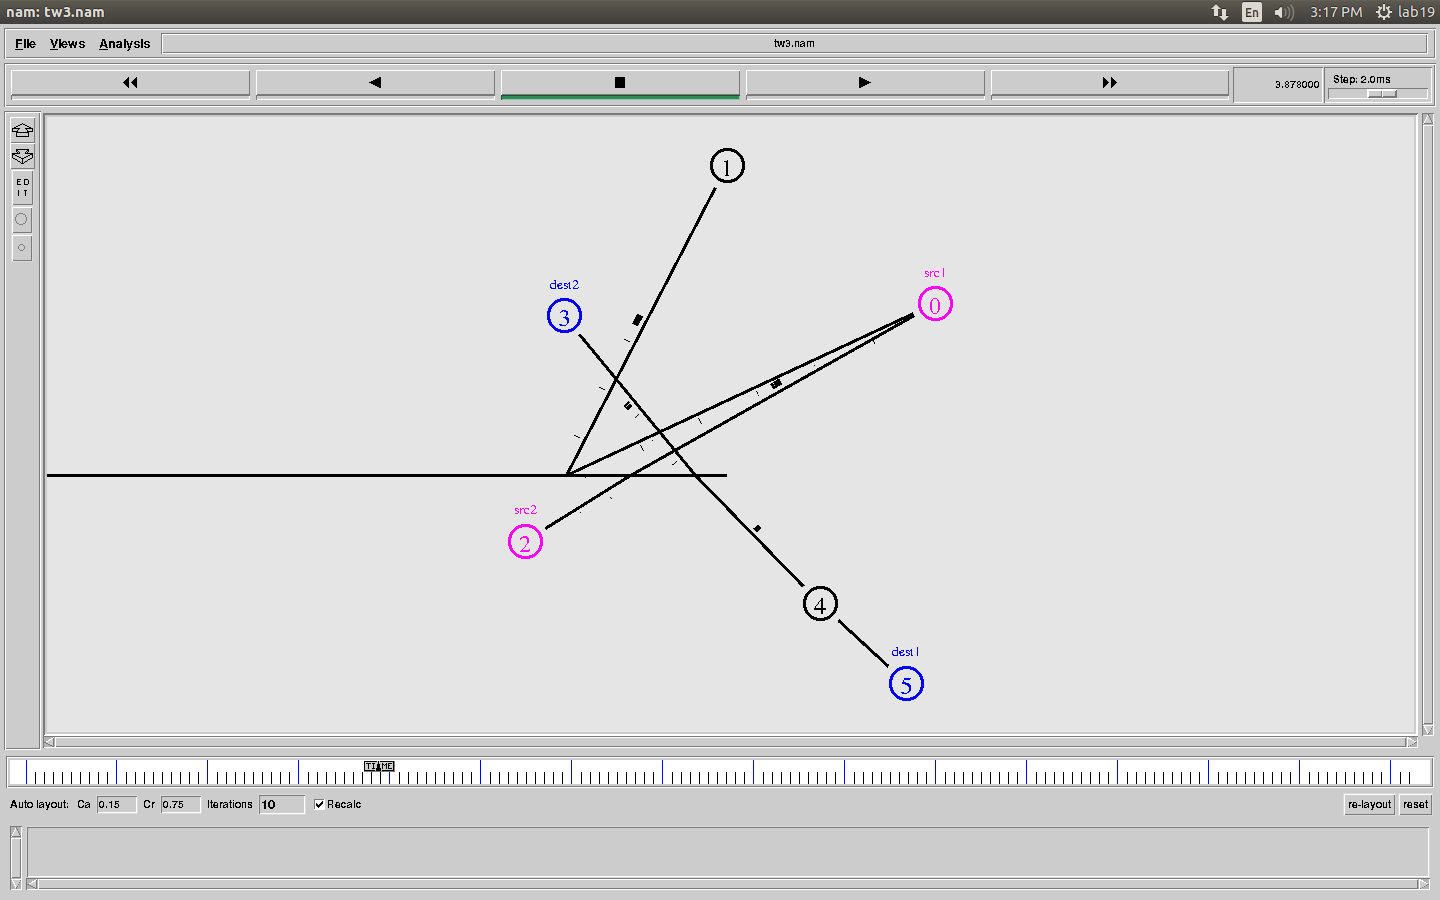 nam: tw3.nam
En 3:17 PM lab19
File Views Analysis tw3.nam
3.878000 Step: 2.0ms
ED
IT
1
src1
0
dest2
3
src2
2
4
dest1
5
TIME
Auto layout: Ca 0.15 Cr 0.75 Iterations 10 Recalc re-layout reset